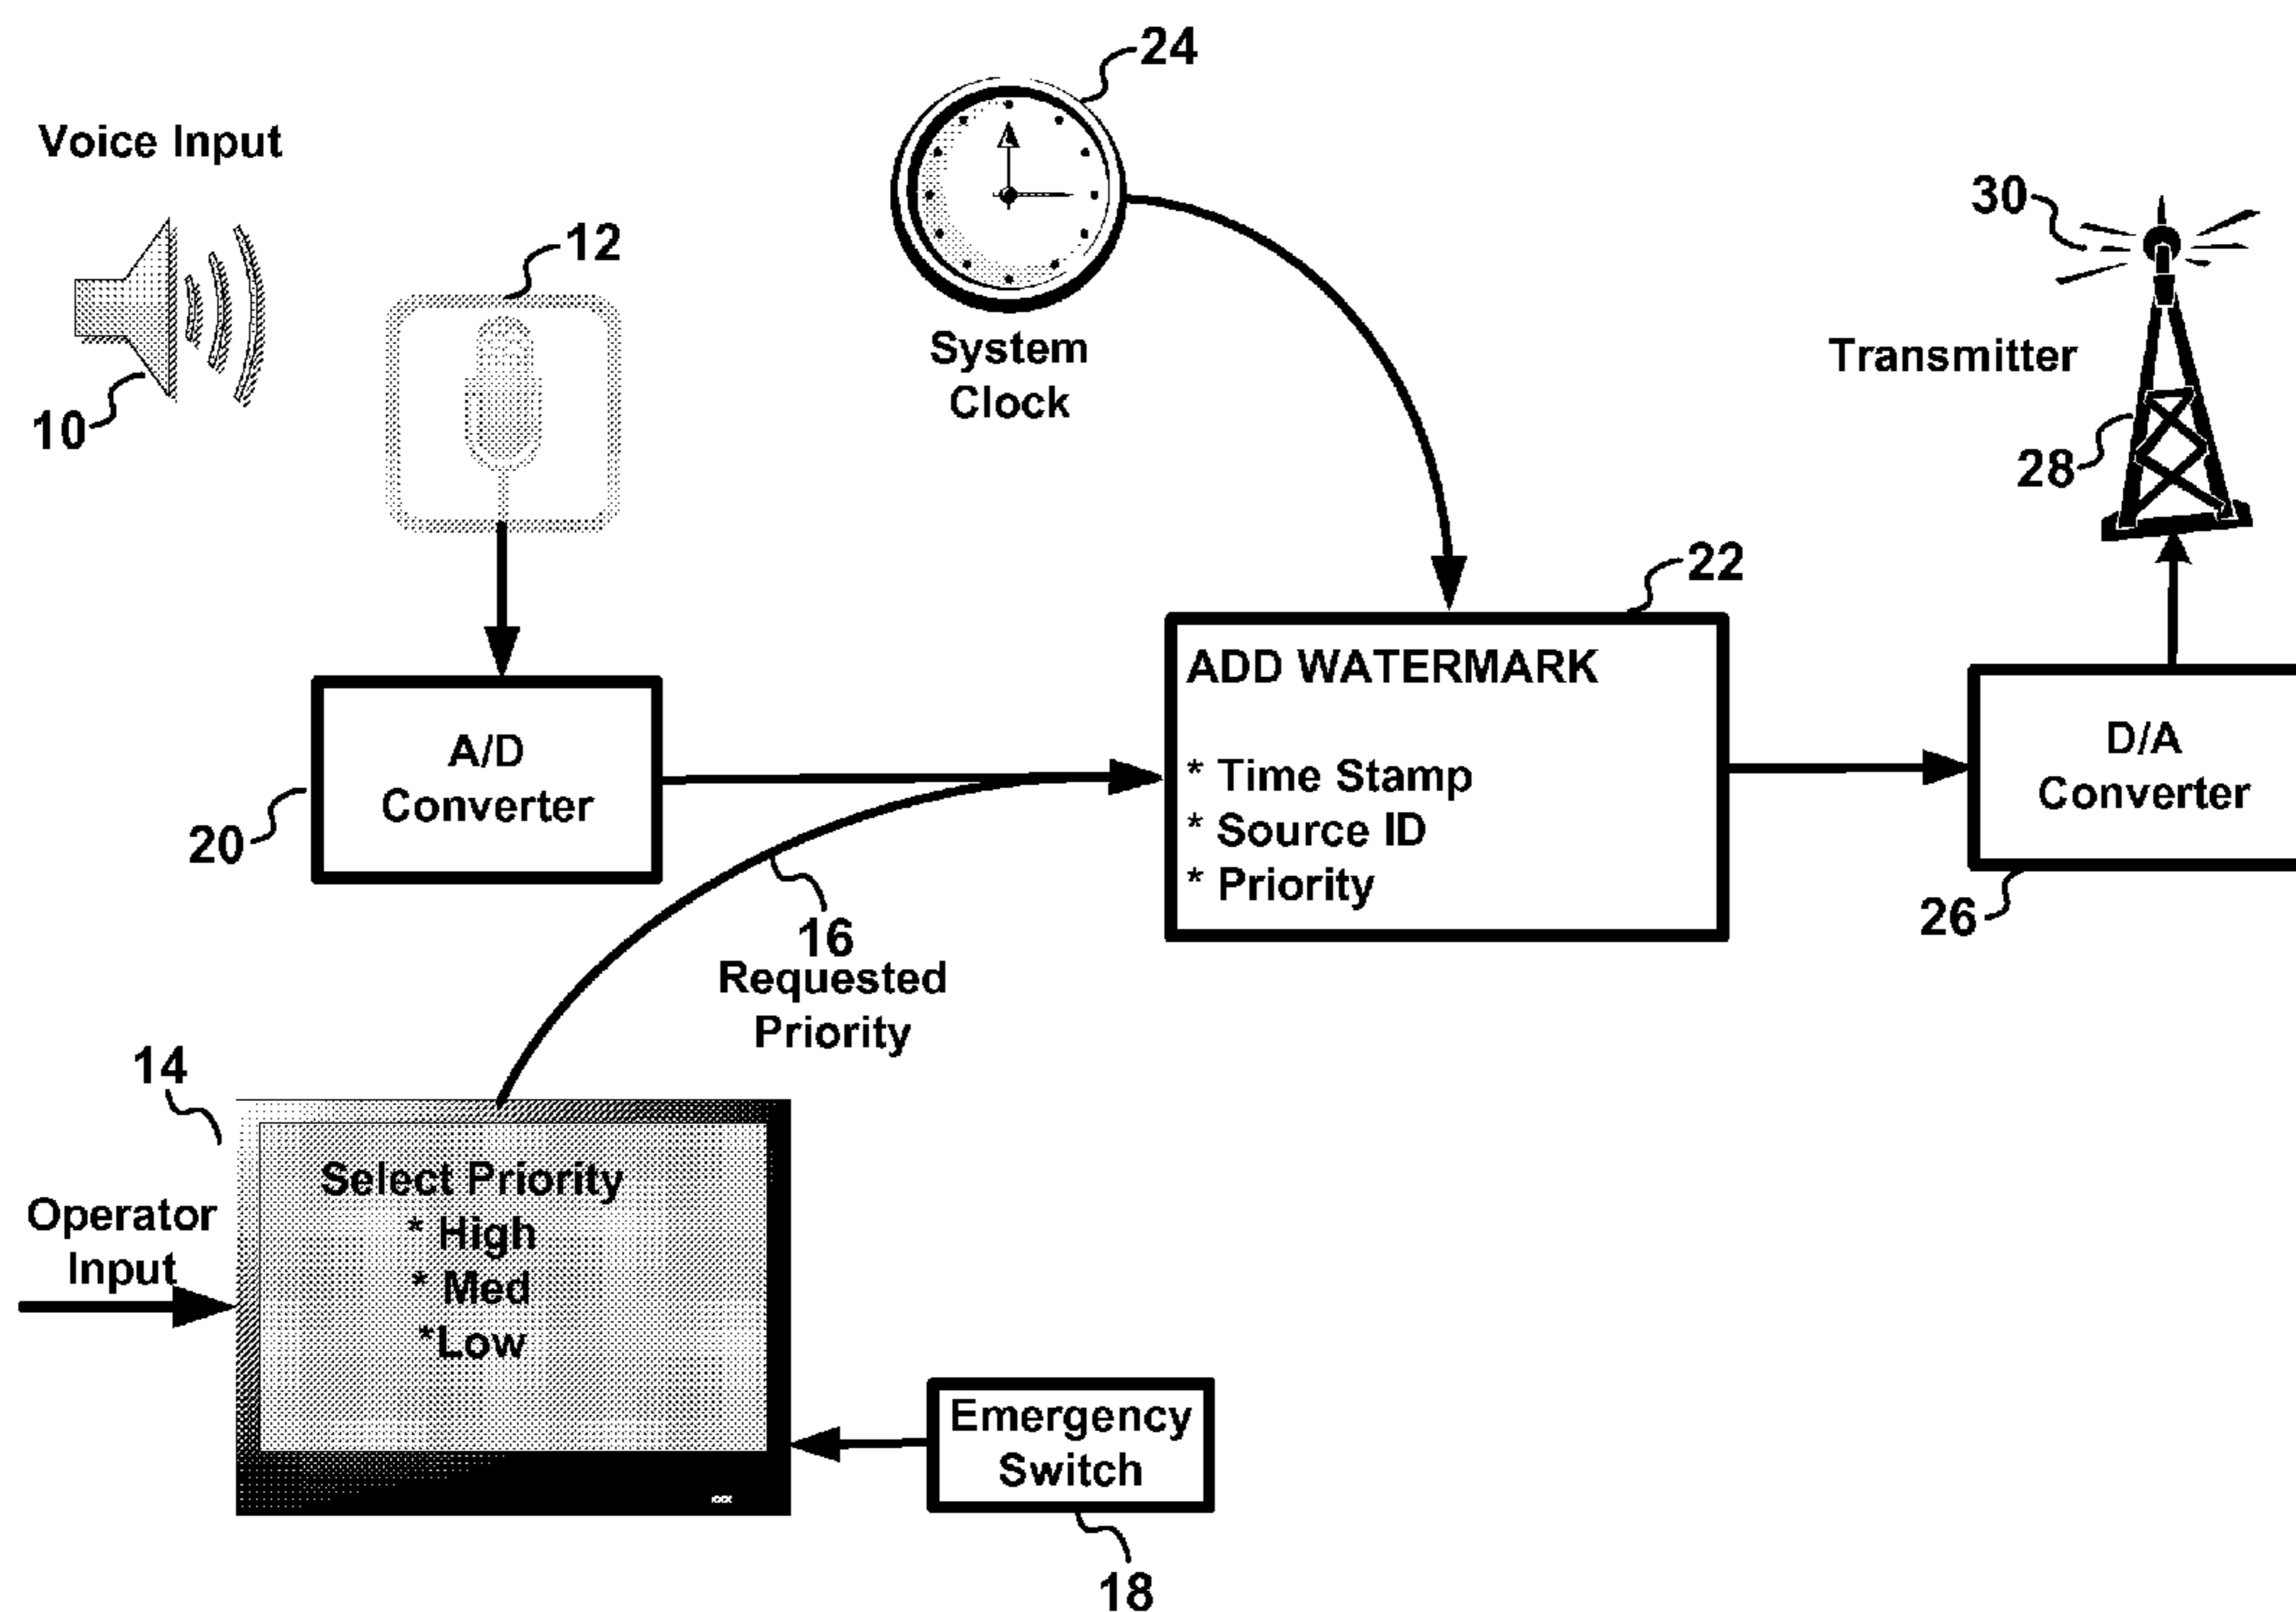 24
Voice Input
30
12
System
Clock
Transmitter
10
28
22
ADD WATERMARK
* Time Stamp
* Source ID
* Priority
A/D
Converter
20
D/A
Converter
26
16
Requested
Priority
14
Operator
Input
Select Priority
* High
* Med
*Low
Emergency
Switch
18